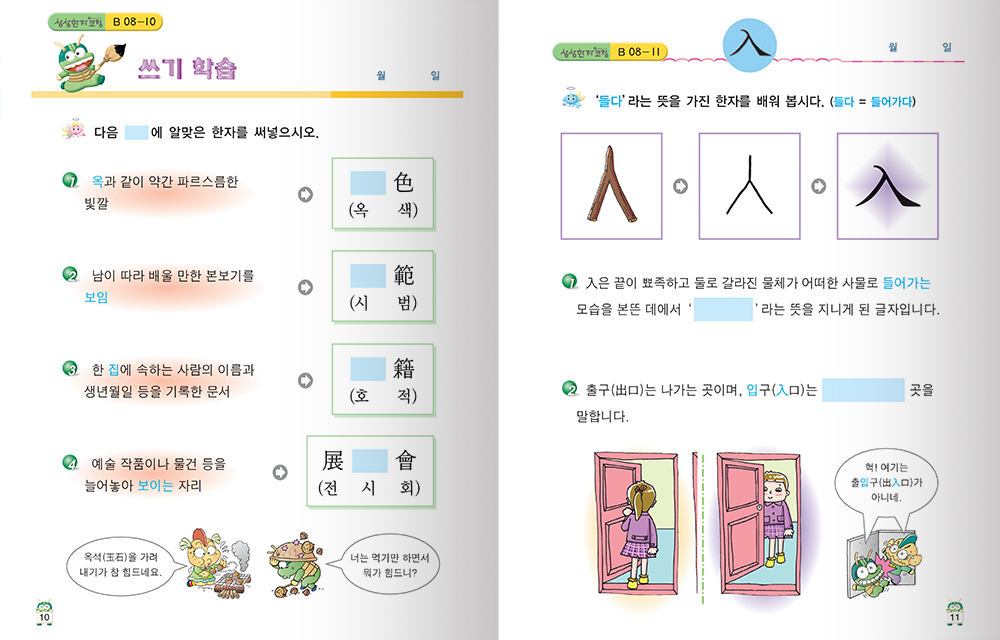 상상한자코칭 B 08-10
쓰기 학습
월 일
다음 에 알맞은 한자를 써넣으시오.
1 옥과 같이 약간 파르스름한
빛깔
色
(옥 색)
2 남이 따라 배울 만한 본보기를
보임
範
(시 범)
3 한 집에 속하는 사람의 이름과
생년월일 등을 기록한 문서
籍
(호 적)
4 예술 작품이나 물건 등을
늘어놓아 보이는 자리
展 會
(전 시 회)
옥석(玉石)을 가려
내기가 참 힘드네요.
너는 먹기만 하면서
뭐가 힘드니?
10
상상한자코칭 B 08-11
入
월 일
‘들다’라는 뜻을 가진 한자를 배워 봅시다. (들다 = 들어가다)
入
1 入은 끝이 뾰족하고 둘로 갈라진 물체가 어떠한 사물로 들어가는
모습을 본뜬 데에서 ‘ ’라는 뜻을 지니게 된 글자입니다.
2 출구(出口)는 나가는 곳이며, 입구(入口)는 곳을
말합니다.
헉! 여기는
출입구(出入口)가
아니네.
11